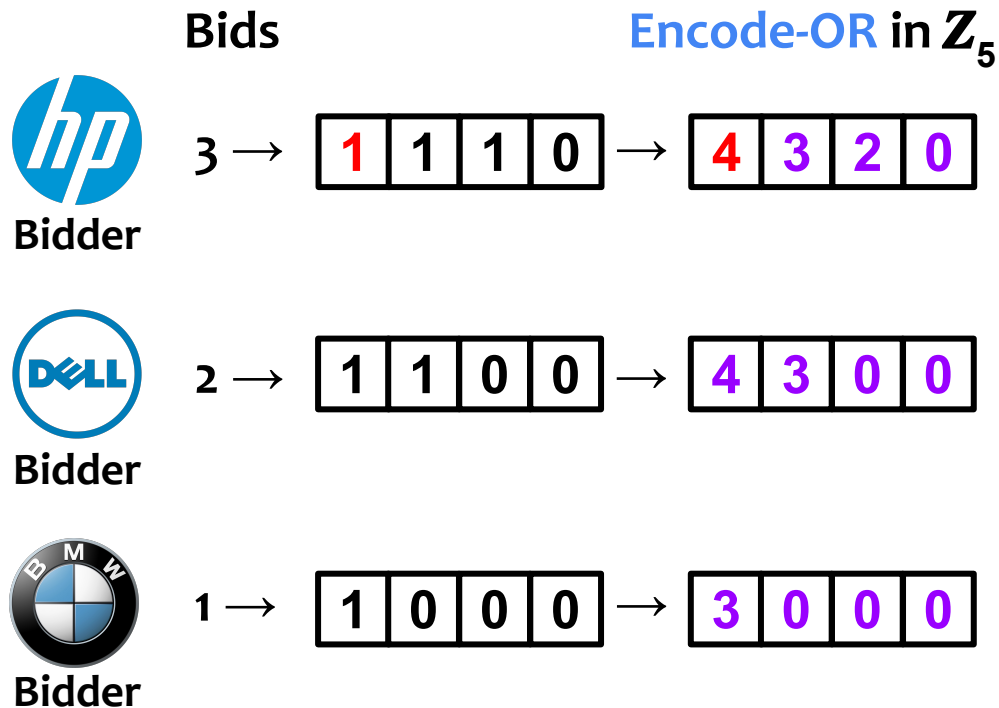 Bids Encode-OR in Z₅
hp 3 → 1 1 1 0 → 4 3 2 0
Bidder
DELL 2 → 1 1 0 0 → 4 3 0 0
Bidder
BMW 1 → 1 0 0 0 → 3 0 0 0
Bidder